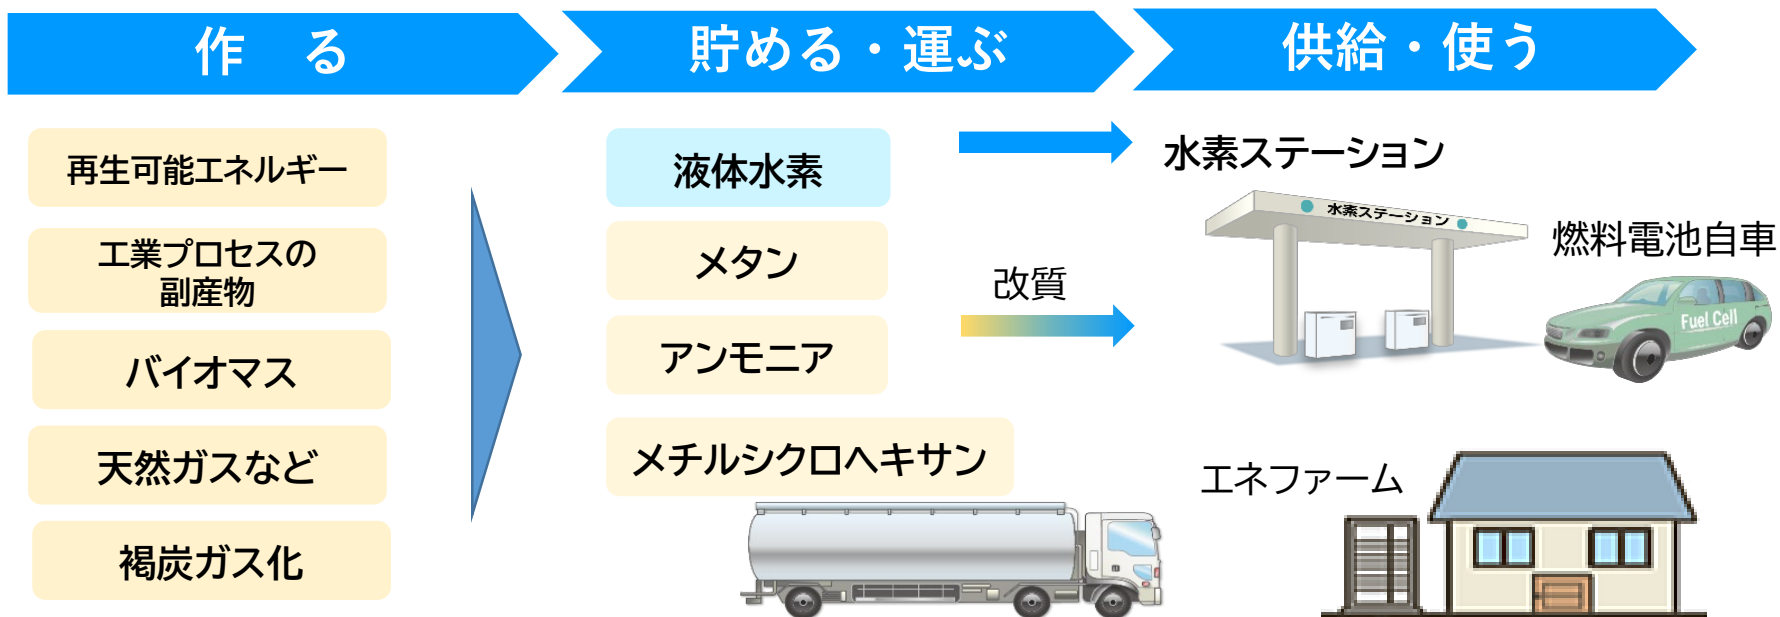 作　る
貯める・運ぶ
供給・使う
再生可能エネルギー
工業プロセスの
副産物
バイオマス
天然ガスなど
褐炭ガス化
液体水素
メタン
アンモニア
メチルシクロヘキサン
改質
水素ステーション
水素ステーション
燃料電池自車
Fuel Cell
エネファーム